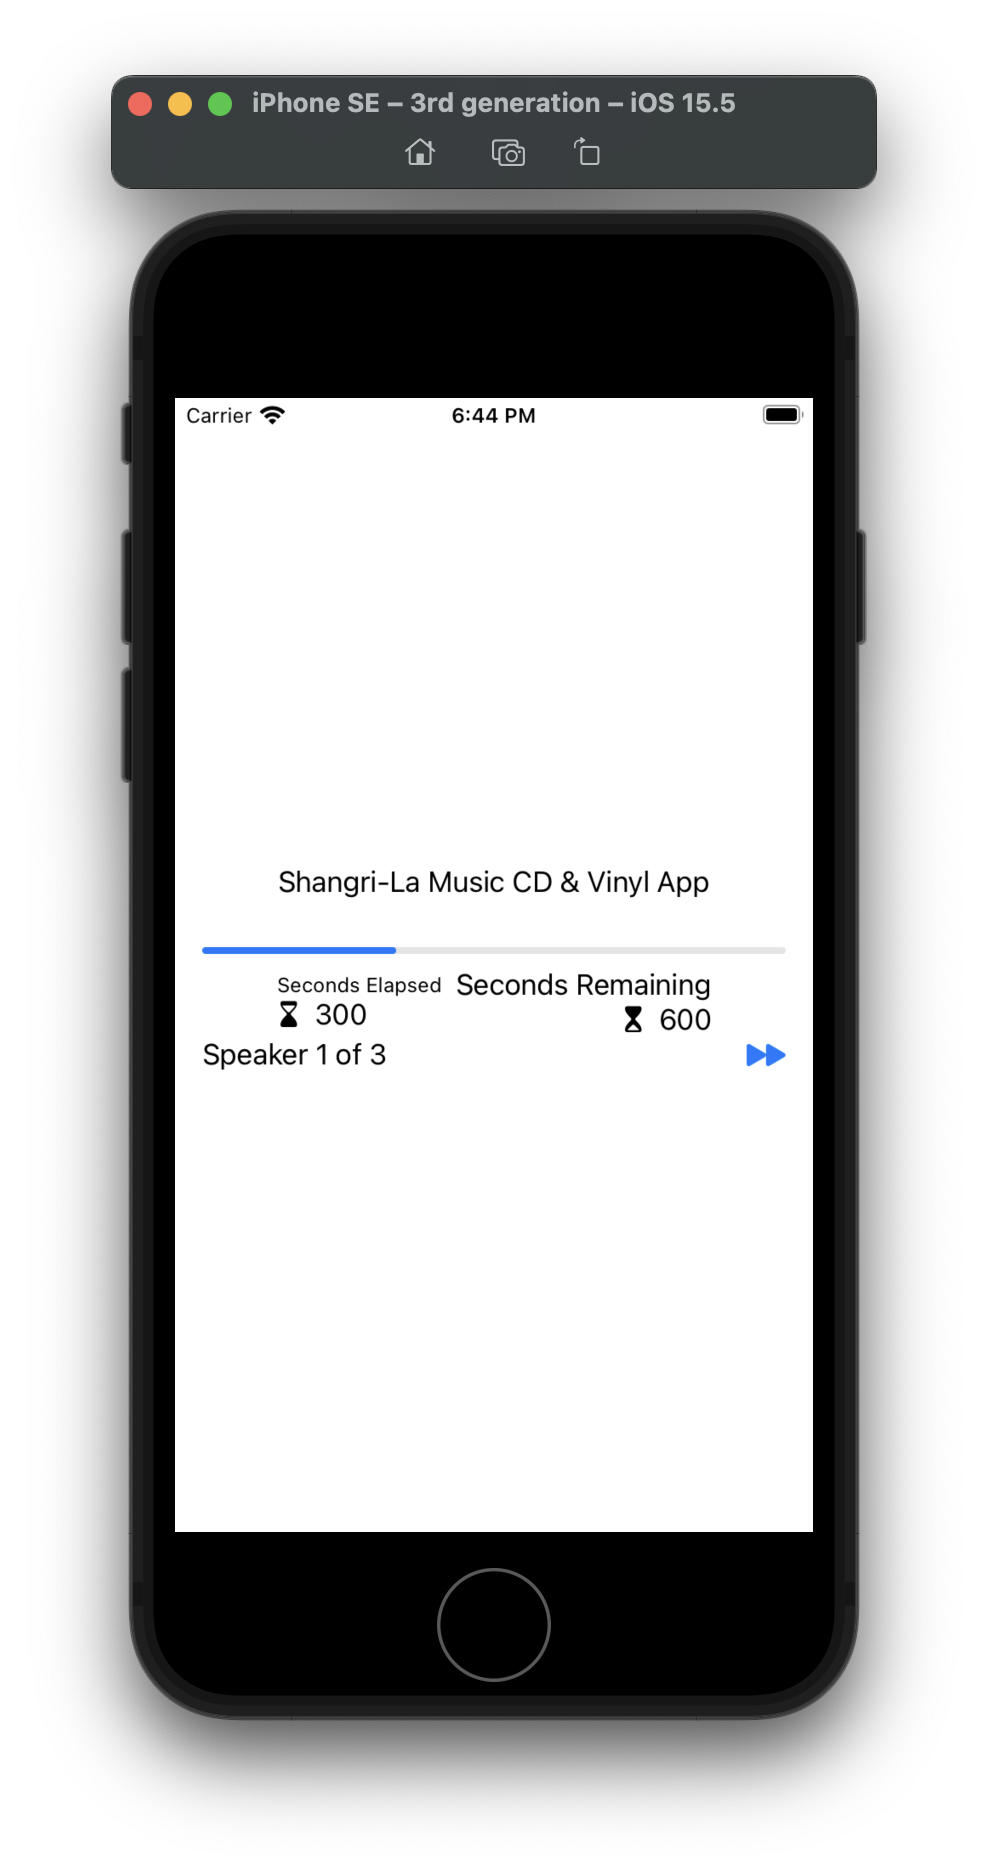 iPhone SE – 3rd generation – iOS 15.5
Carrier 6:44 PM
Shangri-La Music CD & Vinyl App
Seconds Elapsed Seconds Remaining
300 600
Speaker 1 of 3